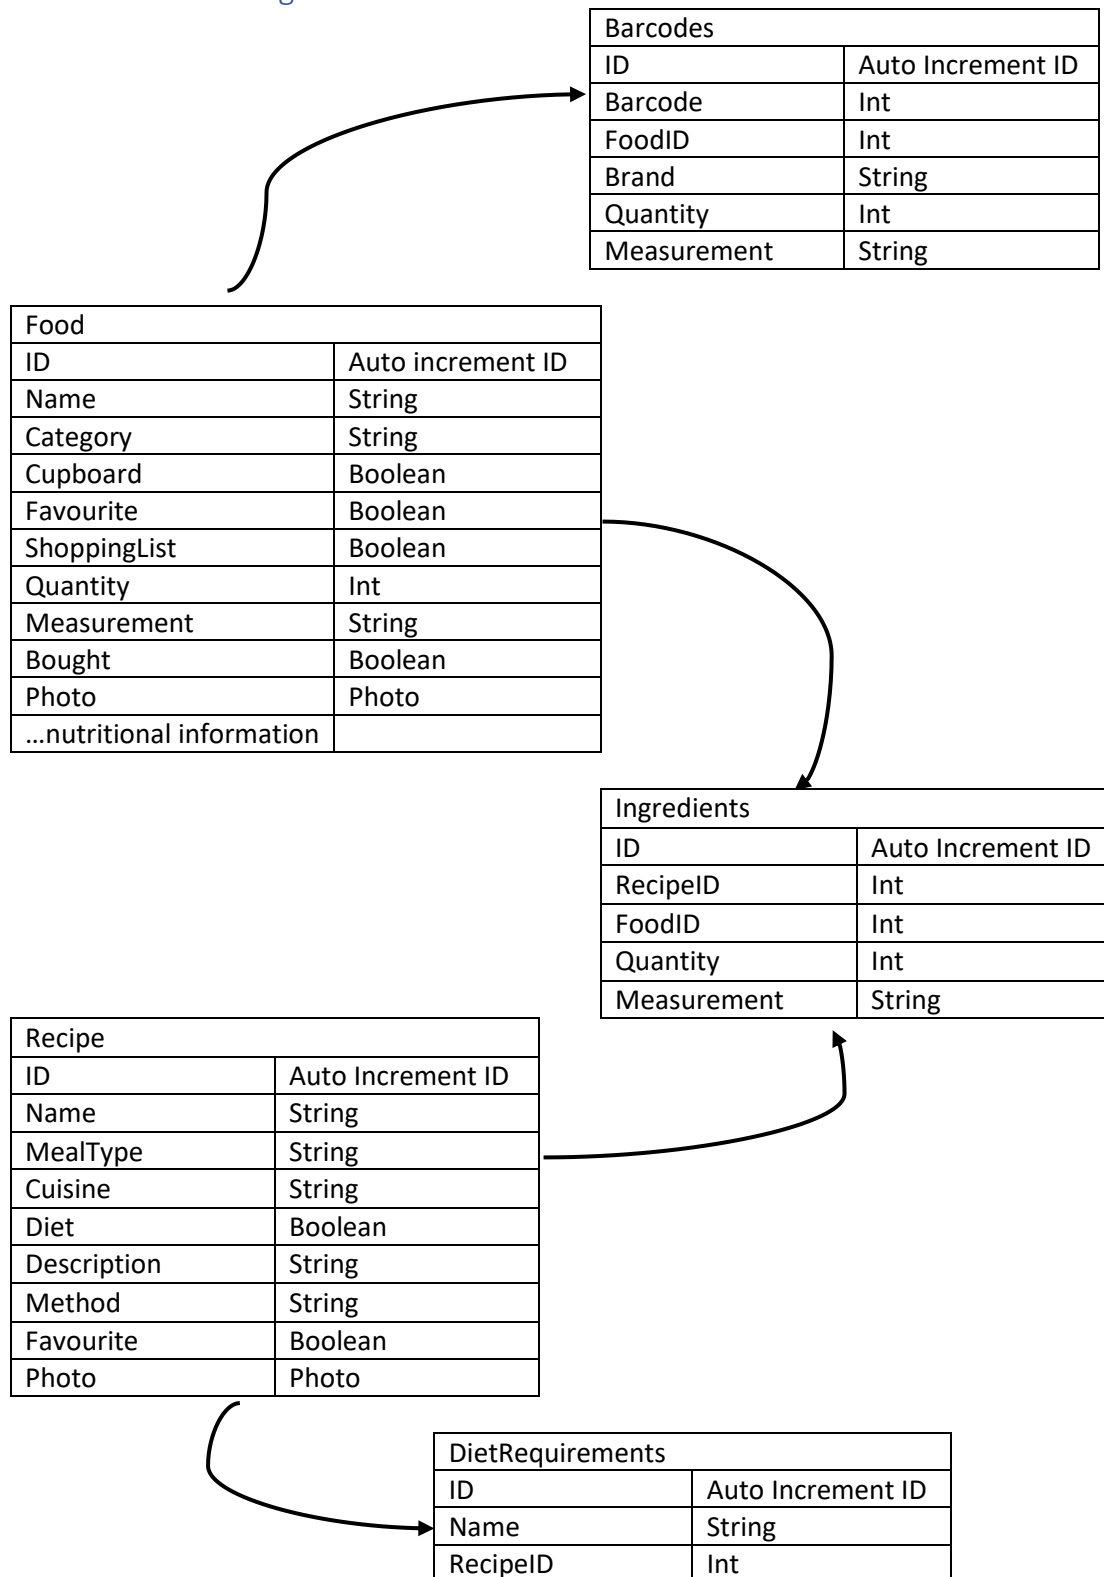 Barcodes
ID Auto Increment ID
Barcode Int
FoodID Int
Brand String
Quantity Int
Measurement String
Food
ID Auto increment ID
Name String
Category String
Cupboard Boolean
Favourite Boolean
ShoppingList Boolean
Quantity Int
Measurement String
Bought Boolean
Photo Photo
...nutritional information
Ingredients
ID Auto Increment ID
RecipeID Int
FoodID Int
Quantity Int
Measurement String
Recipe
ID Auto Increment ID
Name String
MealType String
Cuisine String
Diet Boolean
Description String
Method String
Favourite Boolean
Photo Photo
DietRequirements
ID Auto Increment ID
Name String
RecipeID Int